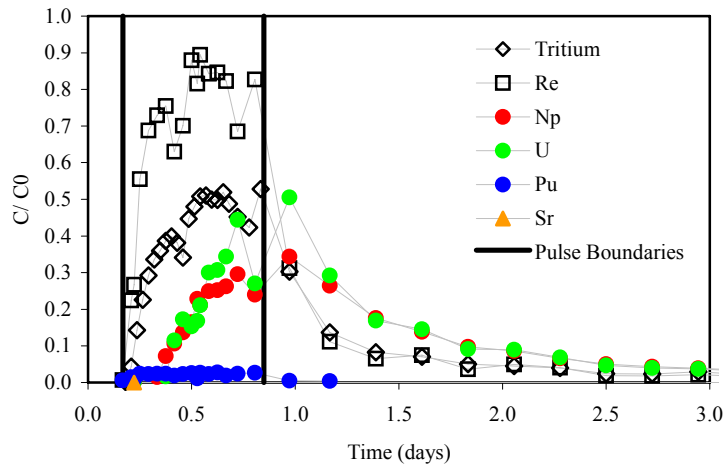 1.0
0.9
0.8
0.7
0.6
0.5
0.4
0.3
0.2
0.1
0.0
C/ C0
Tritium
Re
Np
U
Pu
Sr
Pulse Boundaries
0.0 0.5 1.0 1.5 2.0 2.5 3.0
Time (days)